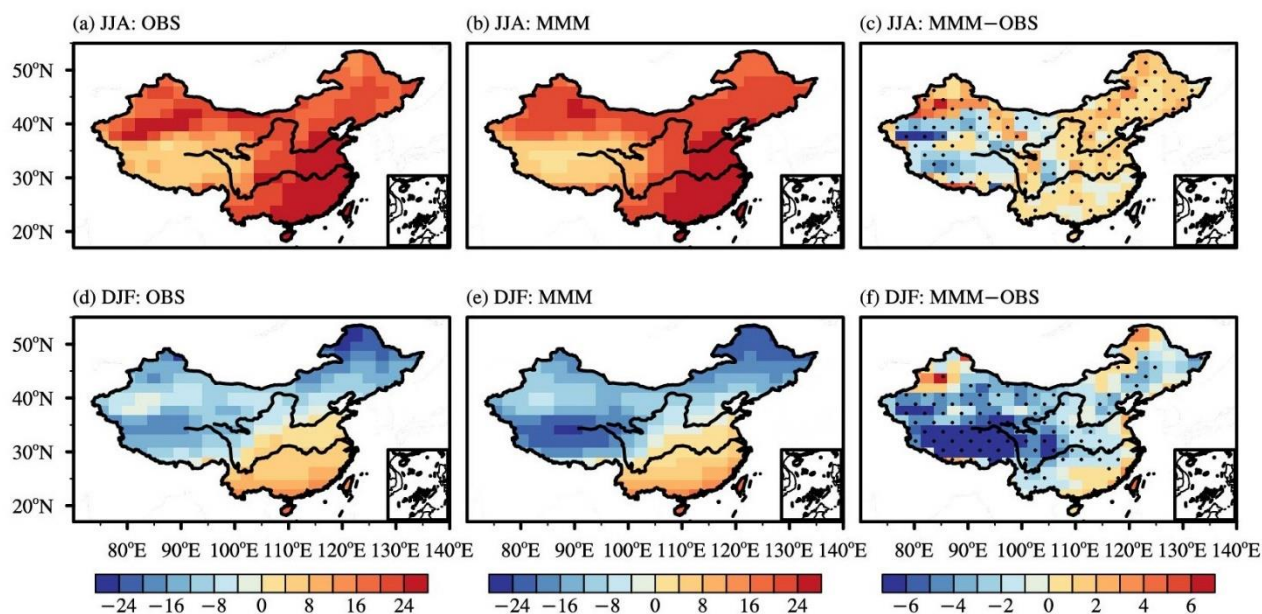 (a) JJA: OBS
(b) JJA: MMM
(c) JJA: MMM−OBS
50°N
40°N
30°N
20°N
(d) DJF: OBS
(e) DJF: MMM
(f) DJF: MMM−OBS
50°N
40°N
30°N
20°N
80°E 90°E 100°E 110°E 120°E 130°E 140°E
80°E 90°E 100°E 110°E 120°E 130°E 140°E
80°E 90°E 100°E 110°E 120°E 130°E 140°E
−24 −16 −8 0 8 16 24
−24 −16 −8 0 8 16 24
−6 −4 −2 0 2 4 6